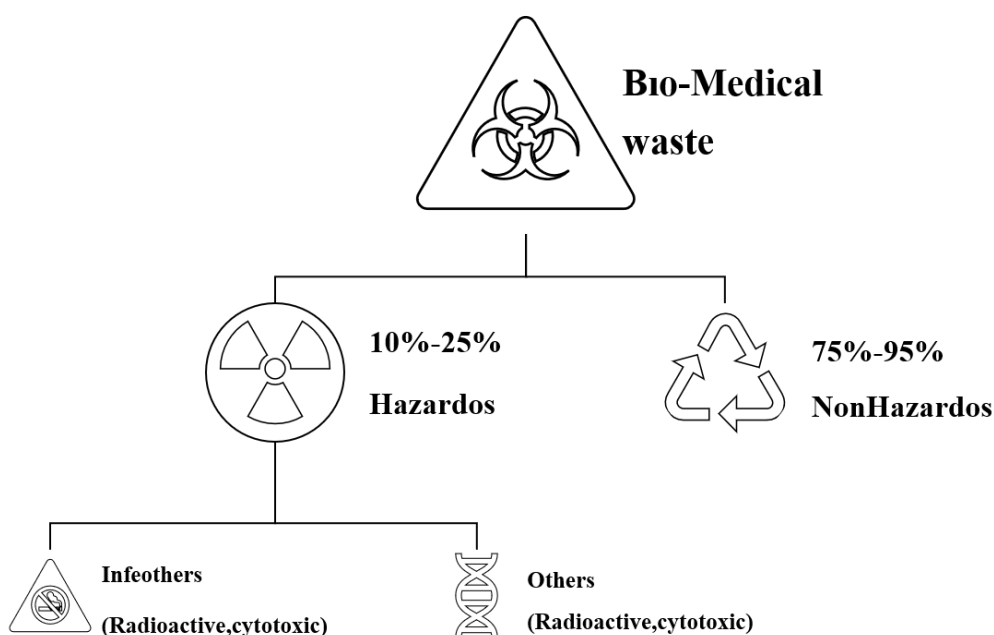 Bıo-Medical
waste
10%-25%
Hazardos
75%-95%
NonHazardos
Infeothers
(Radioactive,cytotoxic)
Others
(Radioactive,cytotoxic)